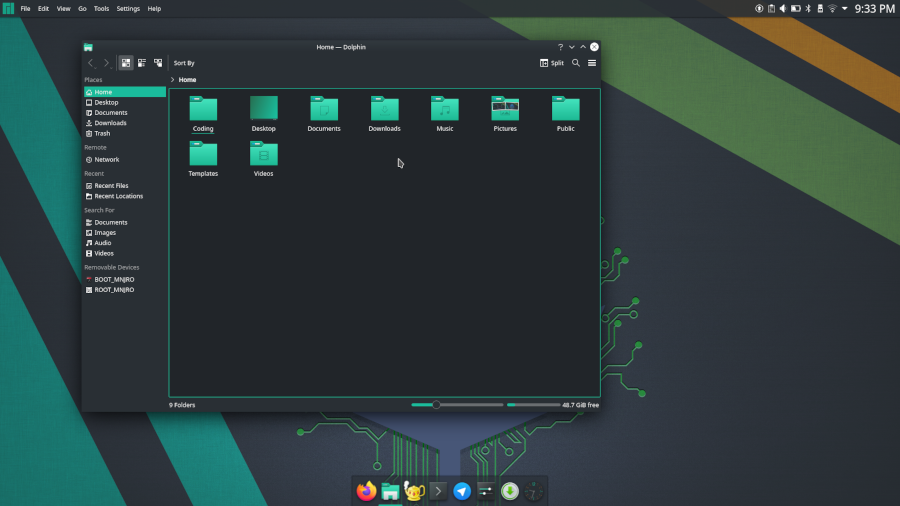 File Edit View Go Tools Settings Help
9:33 PM
Home — Dolphin
Sort By
Split
Places
Home
Home
Desktop
Documents
Downloads
Trash
Remote
Network
Recent
Recent Files
Recent Locations
Search For
Documents
Images
Audio
Videos
Removable Devices
BOOT_MNJRO
ROOT_MNJRO
Coding Desktop Documents Downloads Music Pictures Public
Templates Videos
9 Folders
48.7 GiB free